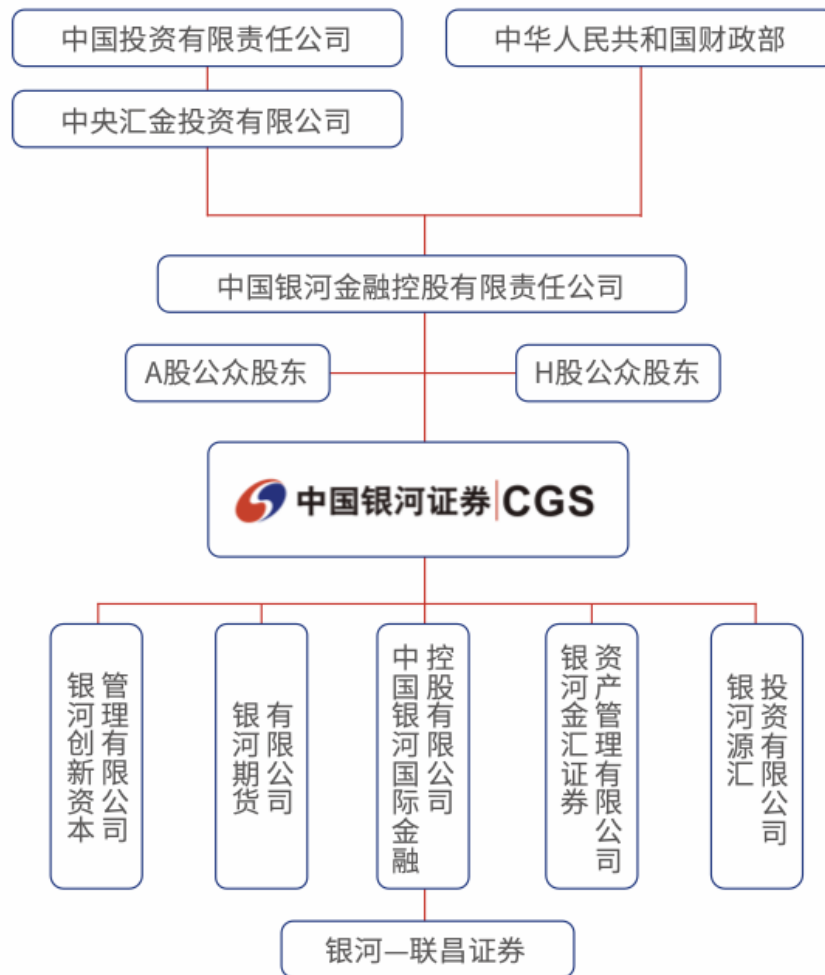 中国投资有限责任公司
中华人民共和国财政部
中央汇金投资有限公司
中国银河金融控股有限责任公司
A股公众股东
H股公众股东
中国银河证券 CGS
银河创新资本
管理有限公司
银河期货
有限公司
中国银河国际金融
控股有限公司
银河金汇证券
资产管理有限公司
银河源汇
投资有限公司
银河—联昌证券